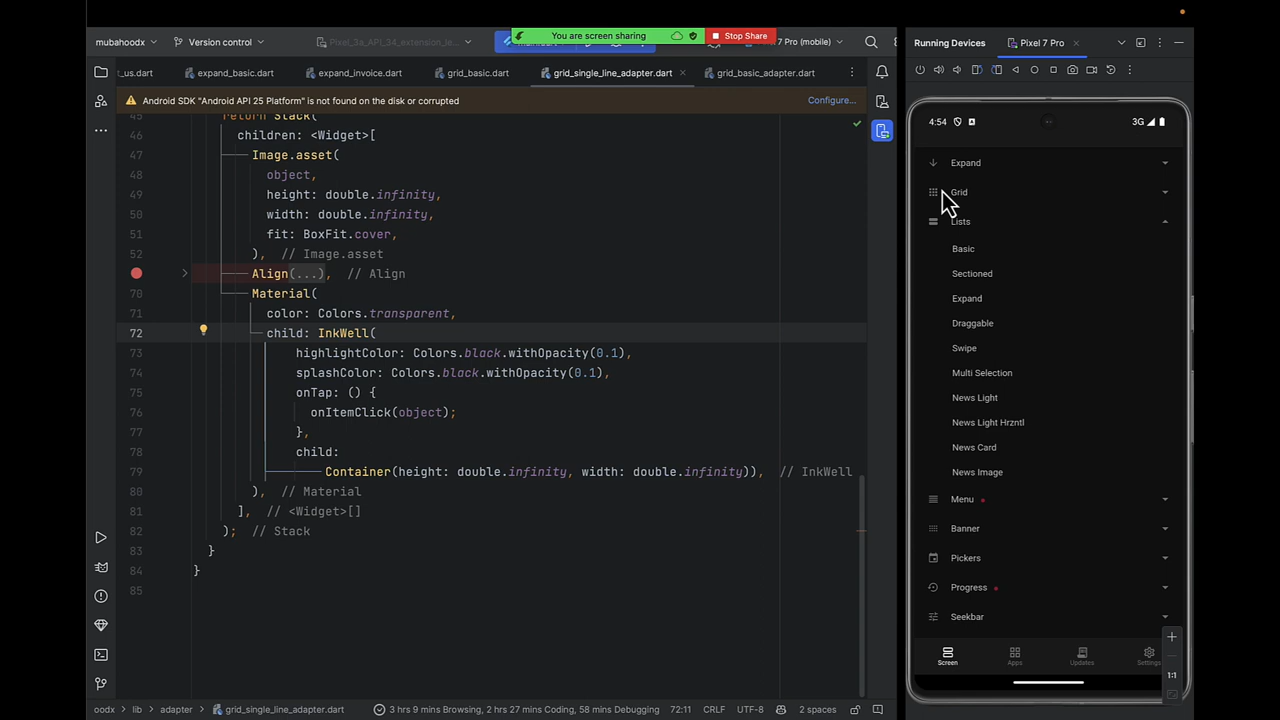 You are screen sharing
Stop Share
mubahoodx
Version control
Pixel_3a_API_34_extension_le
7 Pro (mobile)
t_us.dart
expand_basic.dart
expand_invoice.dart
grid_basic.dart
grid_single_line_adapter.dart
grid_basic_adapter.dart
Android SDK "Android API 25 Platform" is not found on the disk or corrupted
Configure...
45 return Stack(
46 children: <Widget>[
47 Image.asset(
48 object,
49 height: double.infinity,
50 width: double.infinity,
51 fit: BoxFit.cover,
52 ), // Image.asset
Align(...), // Align
70 Material(
71 color: Colors.transparent,
72 child: InkWell(
73 highlightColor: Colors.black.withOpacity(0.1),
74 splashColor: Colors.black.withOpacity(0.1),
75 onTap: () {
76 onItemClick(object);
77 },
78 child:
79 Container(height: double.infinity, width: double.infinity)), // InkWell
80 ), // Material
81 ], // <Widget>[]
82 ); // Stack
83 }
84 }
85
oodx > lib > adapter > grid_single_line_adapter.dart
3 hrs 9 mins Browsing, 2 hrs 27 mins Coding, 58 mins Debugging
72:11 CRLF UTF-8 2 spaces
Running Devices
Pixel 7 Pro
4:54
3G
Expand
Grid
Lists
Basic
Sectioned
Expand
Draggable
Swipe
Multi Selection
News Light
News Light Hrzntl
News Card
News Image
Menu
Banner
Pickers
Progress
Seekbar
Screen
Apps
Updates
Settings
1:1